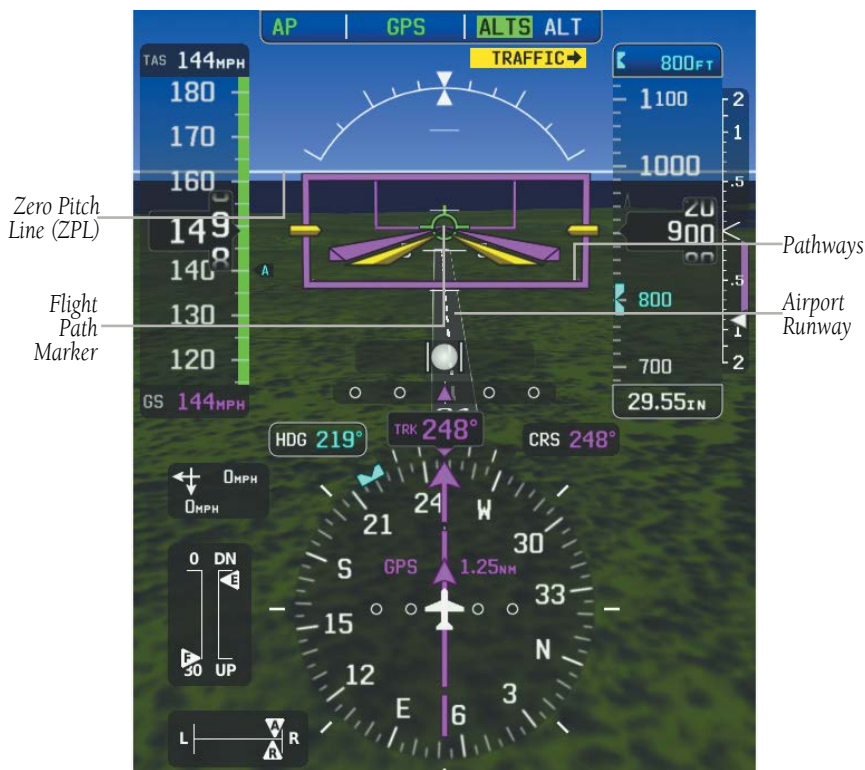 AP GPS ALTS ALT
TRAFFIC→
TAS 144MPH
800FT
180
170
160
149
8
140
130
120
GS 144MPH
A
1100
1000
20
900
800
700
29.55IN
2
1
.5
.5
1
2
Zero Pitch
Line (ZPL)
Flight
Path
Marker
Pathways
Airport
Runway
HDG 219°
TRK 248°
CRS 248°
0MPH
0MPH
21
24
W
30
33
N
3
6
E
12
15
S
GPS 1.25NM
0 DN
E
F
30 UP
L R
A
R